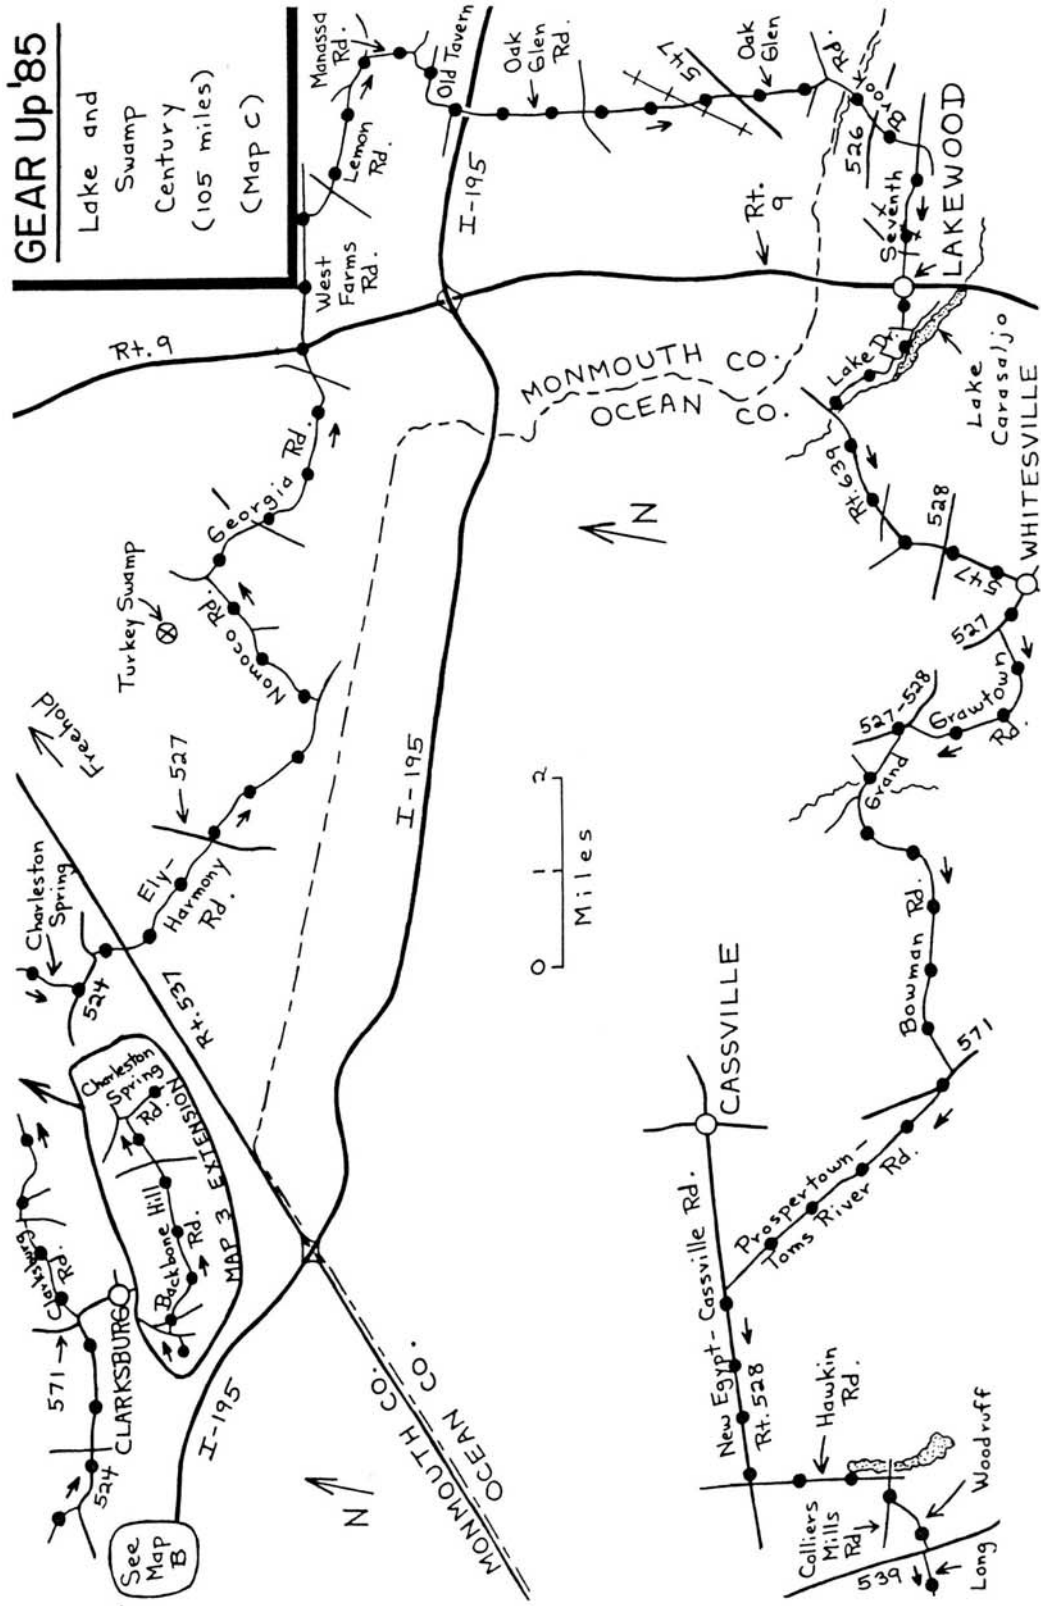 GEAR Up'85
Lake and
Swamp
Century
(105 miles)
(Map C)
Rt. 9
West
Farms
Rd.
Manassa
Rd.
Lemon
Rd.
Old Tavern
I-195
Oak
Glen
Rd.
547
Oak
Glen
Brook Rd.
526
Seventh
LAKEWOOD
Rt.
9
Lake Dr.
Lake
Carasaljo
MONMOUTH CO.
OCEAN CO.
Rt. 639
528
547
WHITESVILLE
527
Grawtown
Rd.
527-528
Grand
Bowman Rd.
571
Prospertown-
Toms River Rd.
CASSVILLE
New Egypt-Cassville Rd.
Rt. 528
Hawkin
Rd.
Colliers
Mills
Rd.
Woodruff
539
Long
Georgia Rd.
Turkey Swamp
Nomoco Rd.
Freehold
527
Ely-
Harmony
Rd.
Charleston
Spring
524
Rt. 537
I-195
N
0 1 2
Miles
Charleston
Spring
Rd.
Backbone Hill
Rd.
MAP 3 EXTENSION
Clarksburg
Rd.
571
CLARKSBURG
524
I-195
See
Map
B
N
MONMOUTH CO.
OCEAN CO.